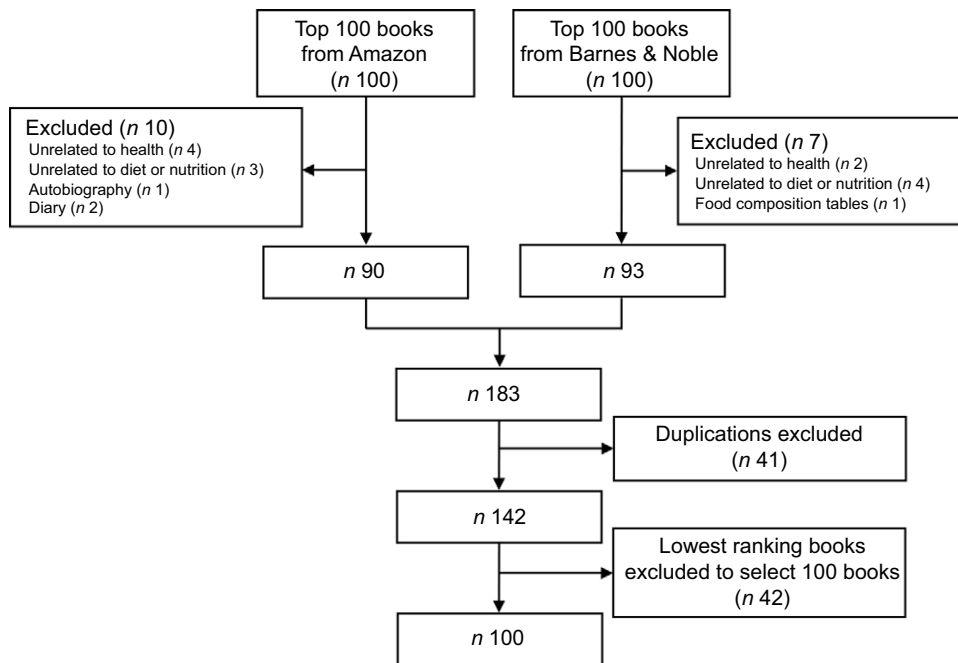 Top 100 books
from Amazon
(n 100)
Top 100 books
from Barnes & Noble
(n 100)
Excluded (n 10)
Unrelated to health (n 4)
Unrelated to diet or nutrition (n 3)
Autobiography (n 1)
Diary (n 2)
Excluded (n 7)
Unrelated to health (n 2)
Unrelated to diet or nutrition (n 4)
Food composition tables (n 1)
n 90
n 93
n 183
Duplications excluded
(n 41)
n 142
Lowest ranking books
excluded to select 100 books
(n 42)
n 100